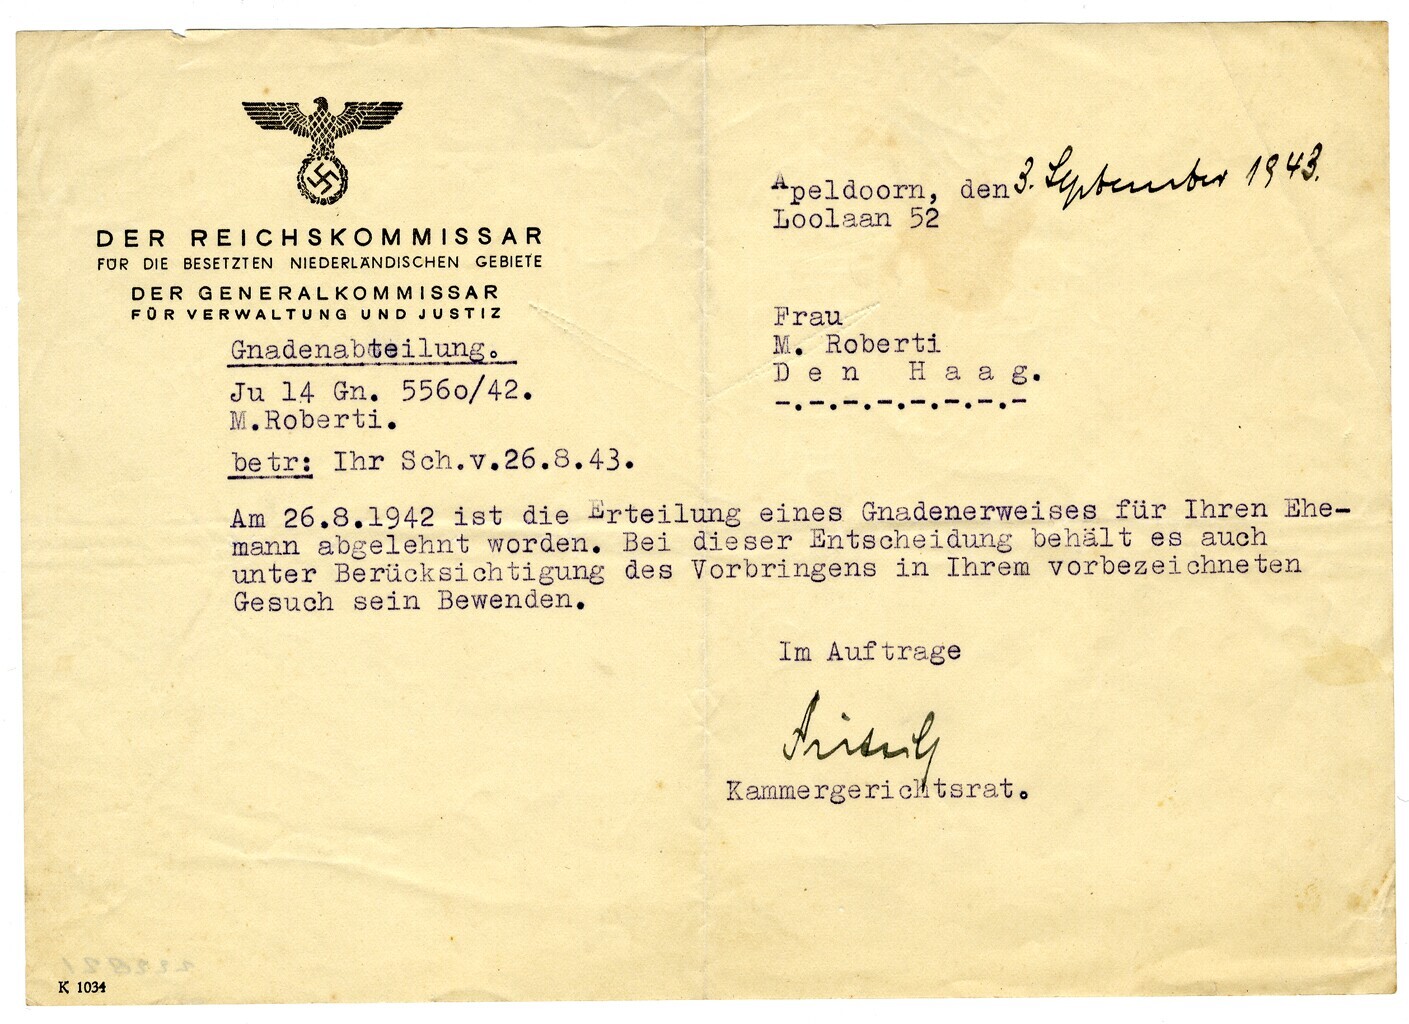 DER REICHSKOMMISSAR
FÜR DIE BESETZTEN NIEDERLÄNDISCHEN GEBIETE
DER GENERALKOMMISSAR
FÜR VERWALTUNG UND JUSTIZ
Gnadenabteilung.
Ju 14 Gn. 556o/42.
M.Roberti.
betr: Ihr Sch.v.26.8.43.
Apeldoorn, den 3. September 1943.
Loolaan 52
Frau
M. Roberti
D e n  H a a g.
-.-.-.-.-.-.-.-
Am 26.8.1942 ist die Erteilung eines Gnadenerweises für Ihren Ehe-
mann abgelehnt worden. Bei dieser Entscheidung behält es auch
unter Berücksichtigung des Vorbringens in Ihrem vorbezeichneten
Gesuch sein Bewenden.
Im Auftrage
Kammergerichtsrat.
K 1034